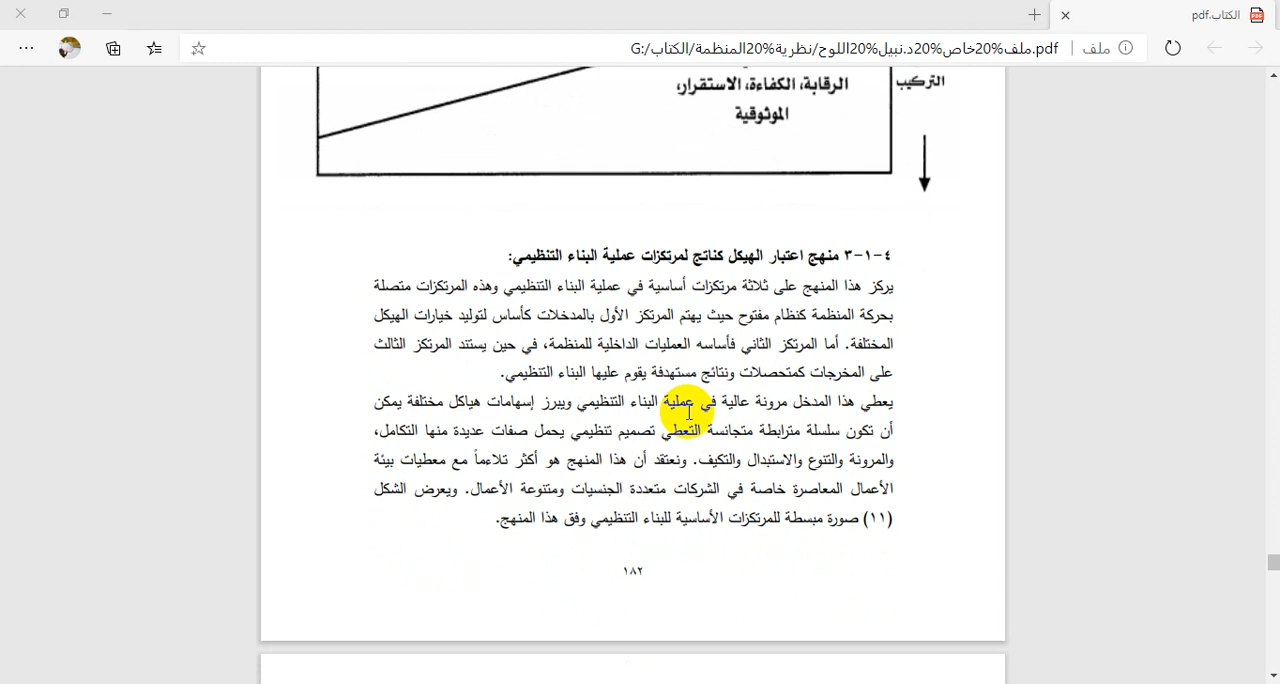 الكتاب.pdf
ملف
G:/الكتاب/نظرية%20المنظمة/ملف%20خاص%20د.نبيل%20اللوح.pdf
التركيب
الرقابة، الكفاءة، الاستقرار،
الموثوقية
٤-١-٣ منهج اعتبار الهيكل كناتج لمرتكزات عملية البناء التنظيمي:
يركز هذا المنهج على ثلاثة مرتكزات أساسية في عملية البناء التنظيمي وهذه المرتكزات متصلة
بحركة المنظمة كنظام مفتوح حيث يهتم المرتكز الأول بالمدخلات كأساس لتوليد خيارات الهيكل
المختلفة. أما المرتكز الثاني فأساسه العمليات الداخلية للمنظمة، في حين يستند المرتكز الثالث
على المخرجات كمتحصلات ونتائج مستهدفة يقوم عليها البناء التنظيمي.
يعطي هذا المدخل مرونة عالية في عملية البناء التنظيمي ويبرز إسهامات هياكل مختلفة يمكن
أن تكون سلسلة مترابطة متجانسة التعطي تصميم تنظيمي يحمل صفات عديدة منها التكامل،
والمرونة والتنوع والاستبدال والتكيف. ونعتقد أن هذا المنهج هو أكثر تلاءماً مع معطيات بيئة
الأعمال المعاصرة خاصة في الشركات متعددة الجنسيات ومتنوعة الأعمال. ويعرض الشكل
(١١) صورة مبسطة للمرتكزات الأساسية للبناء التنظيمي وفق هذا المنهج.
١٨٢